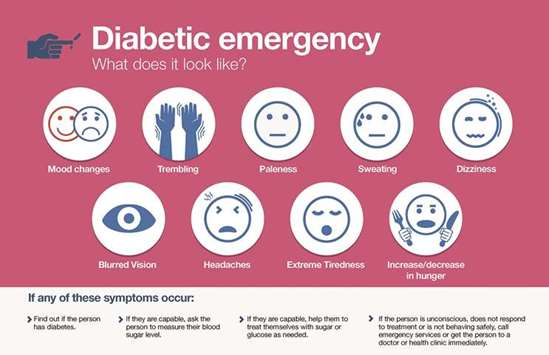 Diabetic emergency
What does it look like?
Mood changes
Trembling
Paleness
Sweating
Dizziness
Blurred Vision
Headaches
Extreme Tiredness
Increase/decrease
in hunger
If any of these symptoms occur:
Find out if the person
has diabetes.
If they are capable, ask the
person to measure their blood
sugar level.
If they are capable, help them to
treat themselves with sugar or
glucose as needed.
If the person is unconscious, does not respond
to treatment or is not behaving safely, call
emergency services or get the person to a
doctor or health clinic immediately.